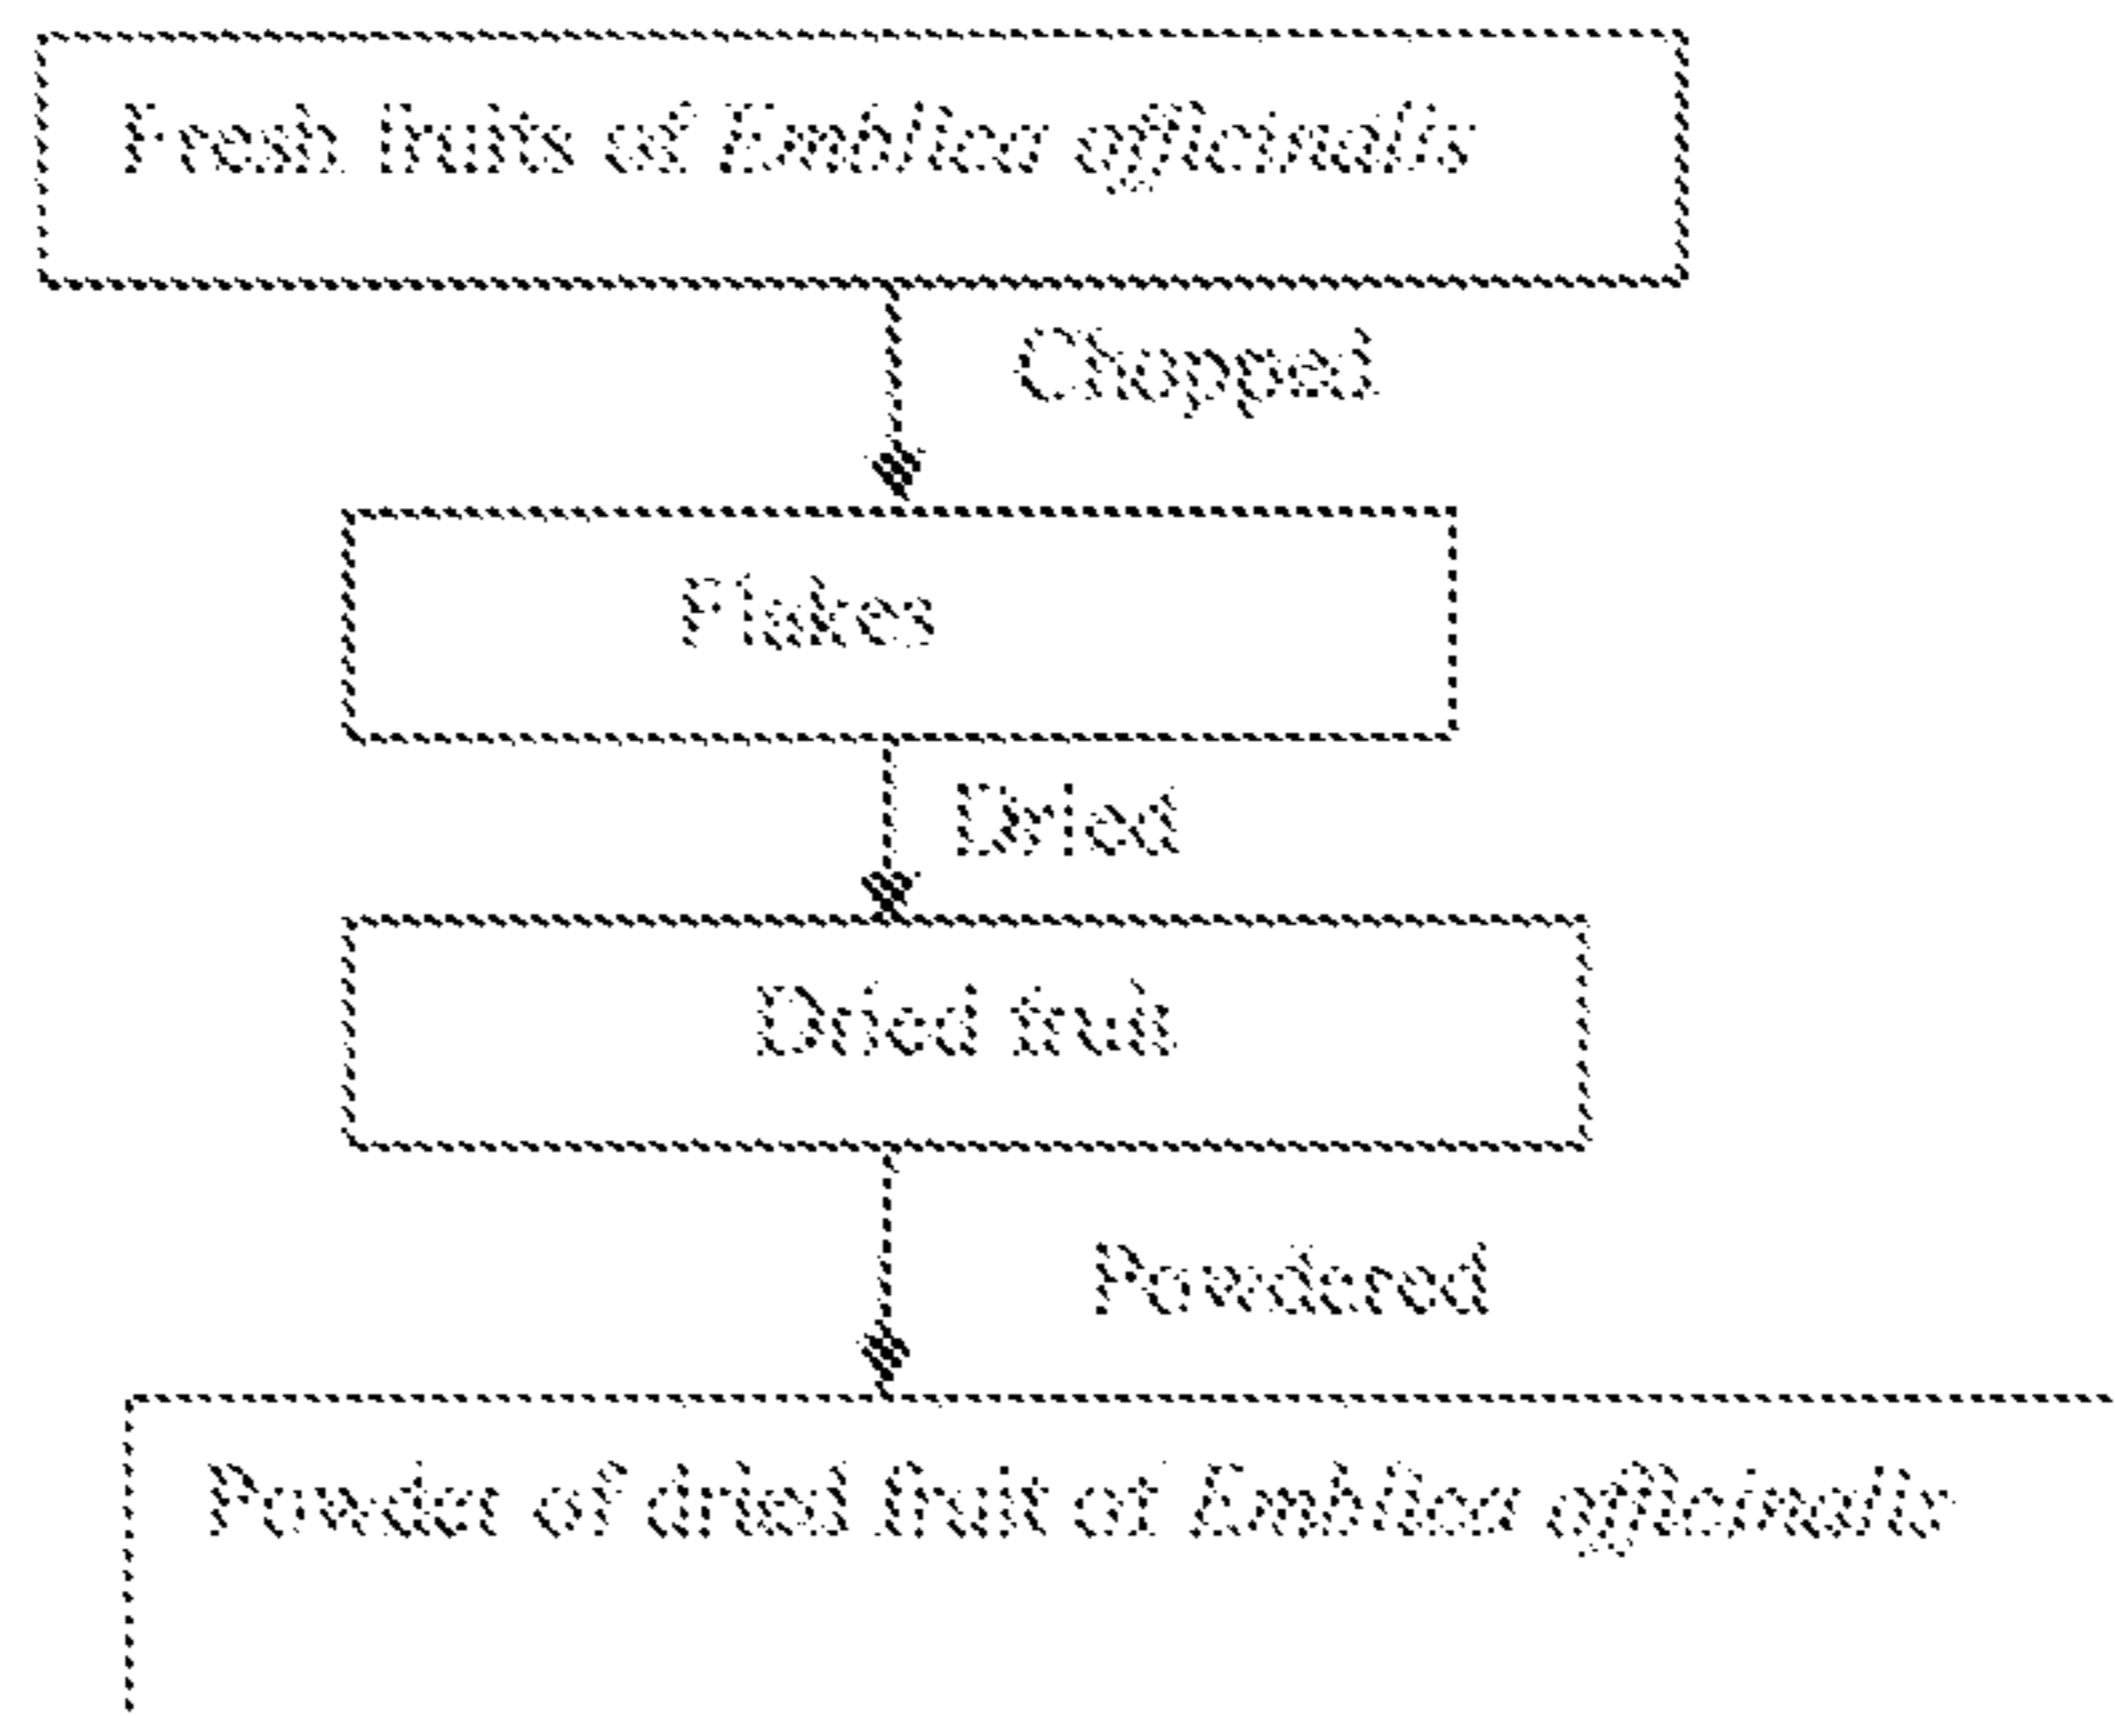 Fresh fruits of Emblica officinalis
Chopped
Flakes
Dried
Dried fruit
Powdered
Powder of dried fruit of Emblica officinalis